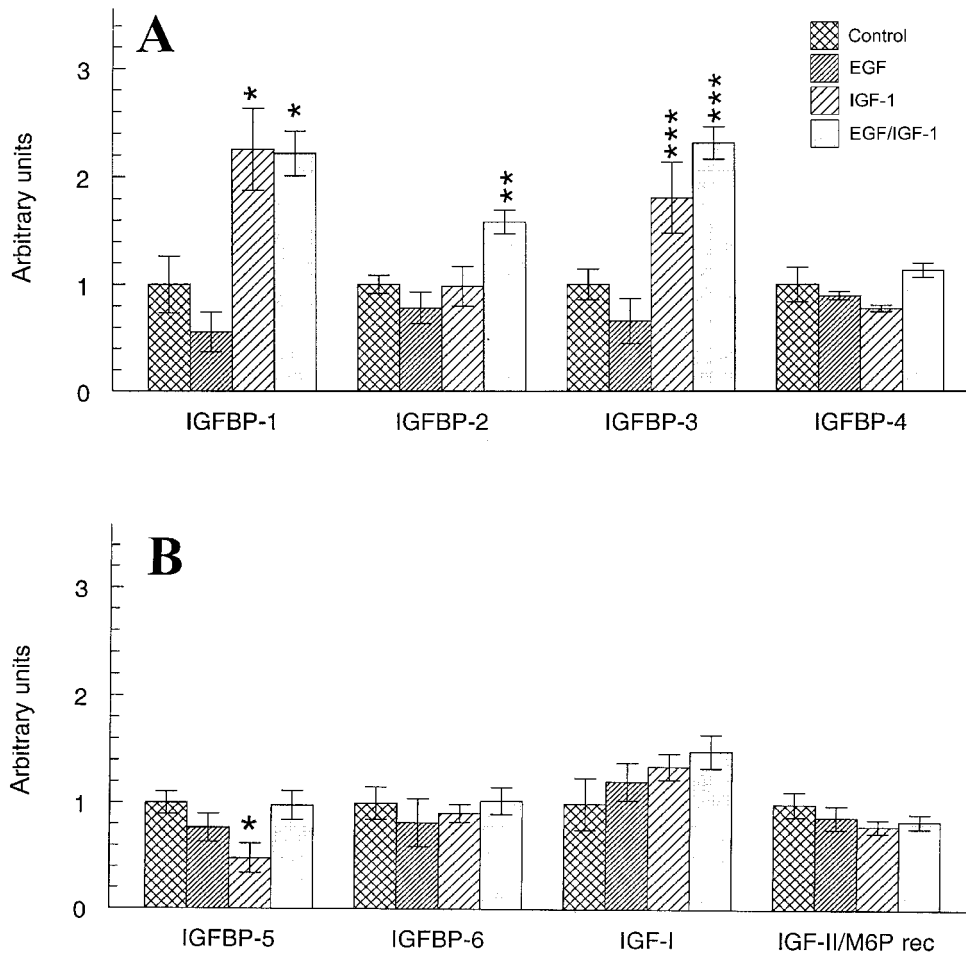 A
Control
EGF
IGF-1
EGF/IGF-1
Arbitrary units
3
2
1
0
*
*
**
***
***
IGFBP-1 IGFBP-2 IGFBP-3 IGFBP-4
B
Arbitrary units
3
2
1
0
*
IGFBP-5 IGFBP-6 IGF-I IGF-II/M6P rec